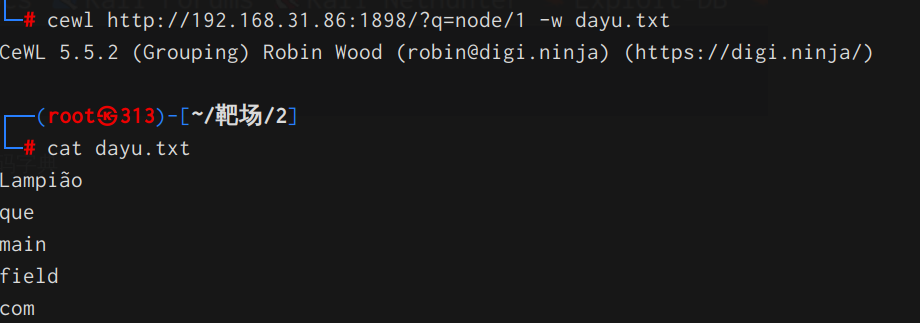 └─# cewl http://192.168.31.86:1898/?q=node/1 -w dayu.txt
CeWL 5.5.2 (Grouping) Robin Wood (robin@digi.ninja) (https://digi.ninja/)
┌──(root㉿313)-[~/靶场/2]
└─# cat dayu.txt
Lampião
que
main
field
com